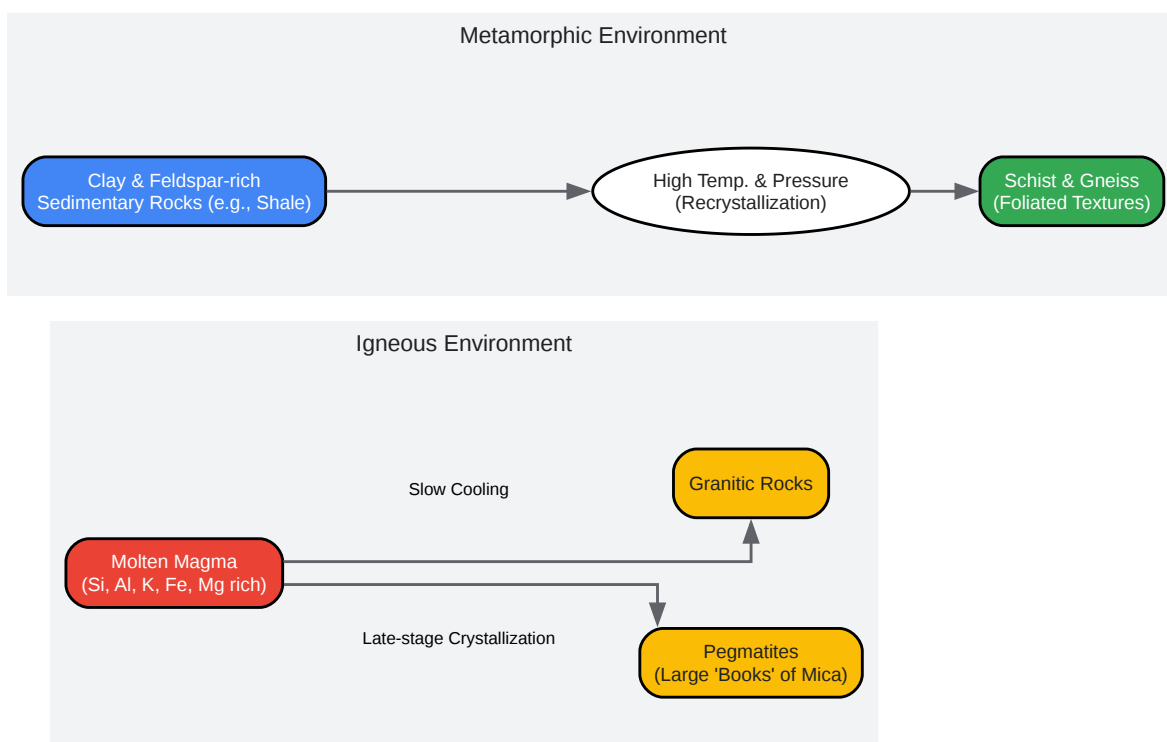 Metamorphic Environment
Clay & Feldspar-rich
Sedimentary Rocks (e.g., Shale)
High Temp. & Pressure
(Recrystallization)
Schist & Gneiss
(Foliated Textures)
Igneous Environment
Slow Cooling
Granitic Rocks
Molten Magma
(Si, Al, K, Fe, Mg rich)
Late-stage Crystallization
Pegmatites
(Large 'Books' of Mica)